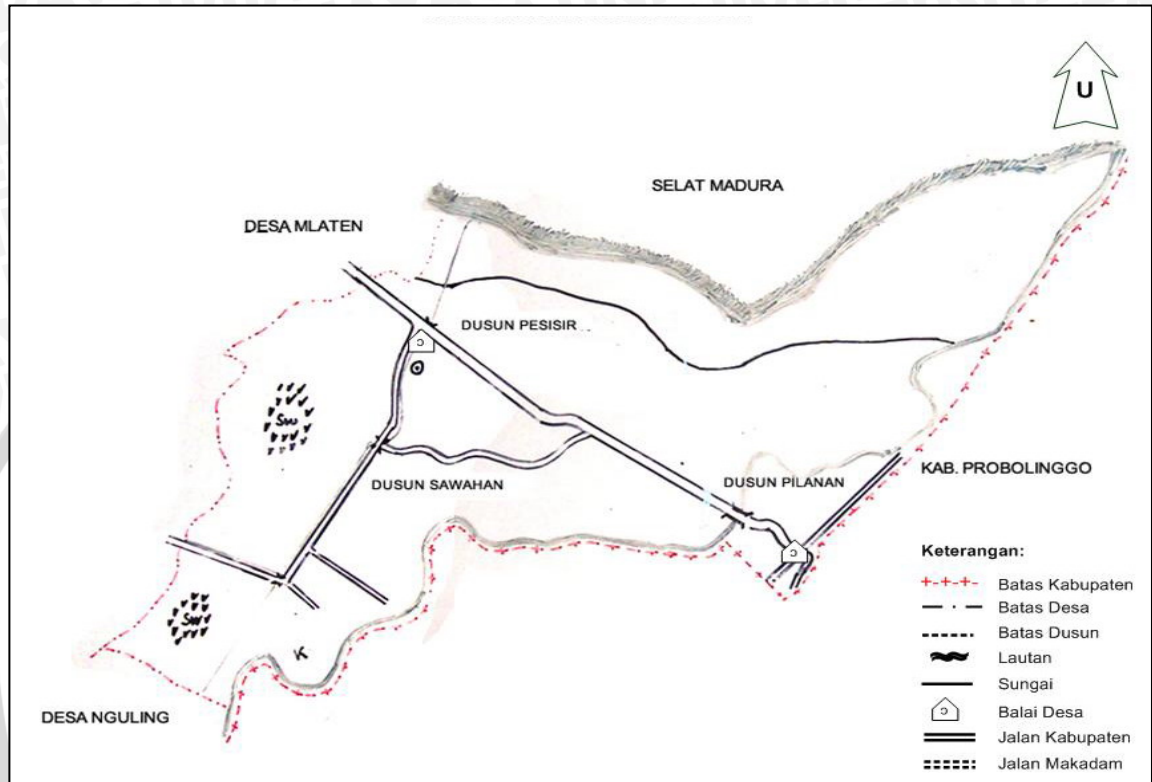 U
SELAT MADURA
DESA MLATEN
DUSUN PESISIR
Sw
DUSUN SAWAHAN
DUSUN PILANAN
KAB. PROBOLINGGO
Sw
K
DESA NGULING
Keterangan:
Batas Kabupaten
Batas Desa
Batas Dusun
Lautan
Sungai
Balai Desa
Jalan Kabupaten
Jalan Makadam